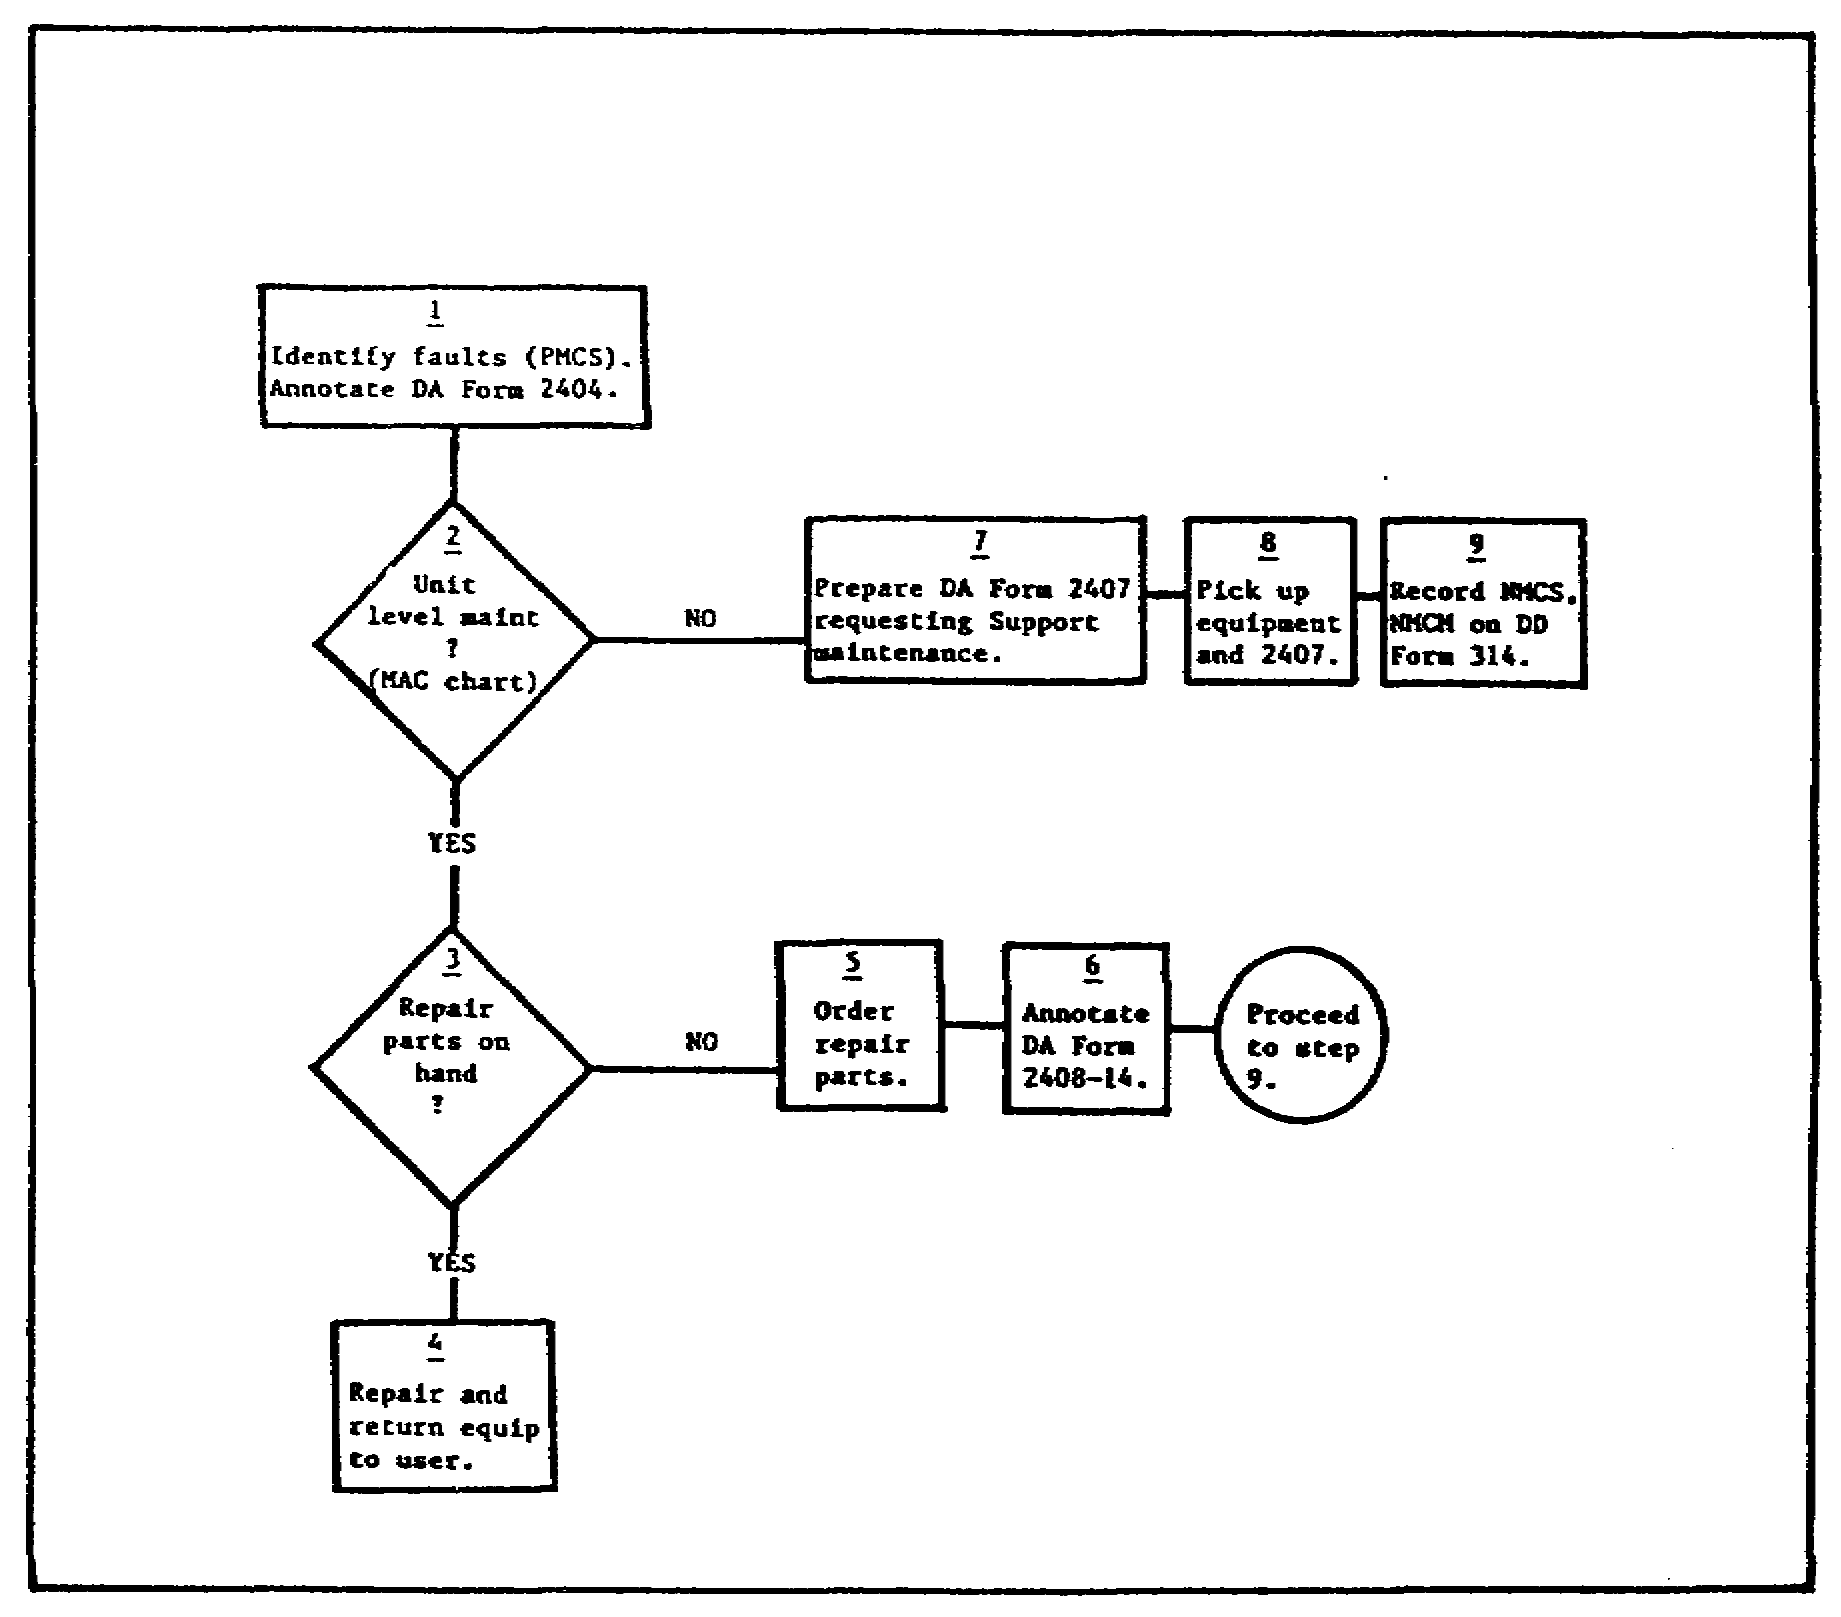 1
Identify faults (PMCS).
Annotate DA Form 2404.
2
Unit
level maint
?
(MAC chart)
NO
7
Prepare DA Form 2407
requesting Support
maintenance.
8
Pick up
equipment
and 2407.
9
Record NMCS,
NMCM on DD
Form 314.
YES
3
Repair
parts on
hand
?
NO
5
Order
repair
parts.
6
Annotate
DA Form
2408-14.
Proceed
to step
9.
YES
4
Repair and
return equip
to user.